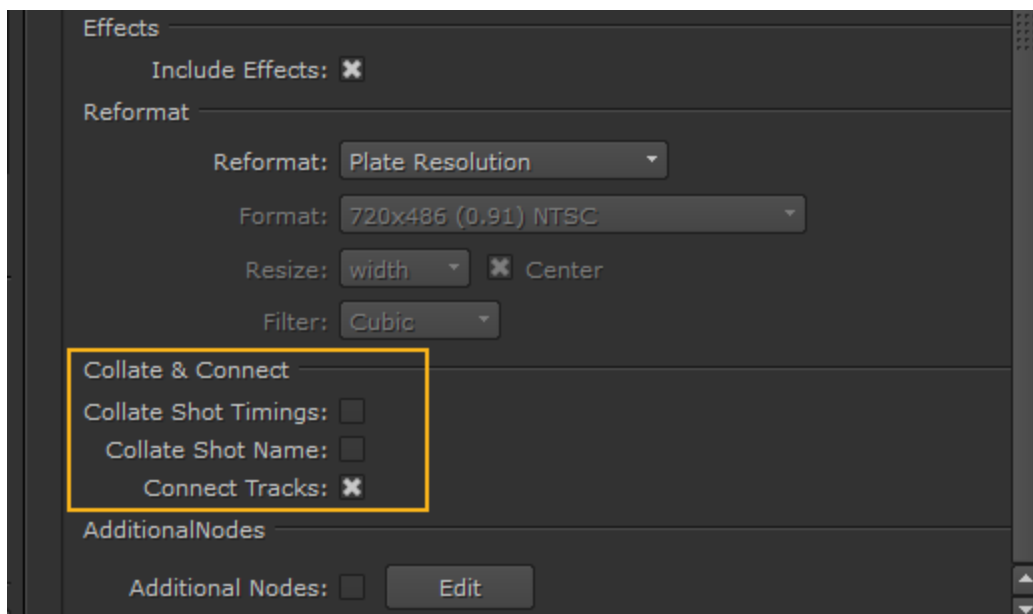 Effects
Include Effects:
Reformat
Reformat: Plate Resolution
Format: 720x486 (0.91) NTSC
Resize: width Center
Filter: Cubic
Collate & Connect
Collate Shot Timings:
Collate Shot Name:
Connect Tracks:
AdditionalNodes
Additional Nodes: Edit